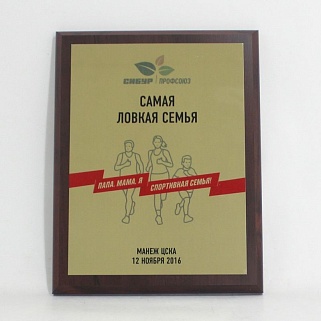 СИБУР ПРОФСОЮЗ
САМАЯ
ЛОВКАЯ СЕМЬЯ
ПАПА, МАМА, Я СПОРТИВНАЯ СЕМЬЯ!
МАНЕЖ ЦСКА
12 НОЯБРЯ 2016